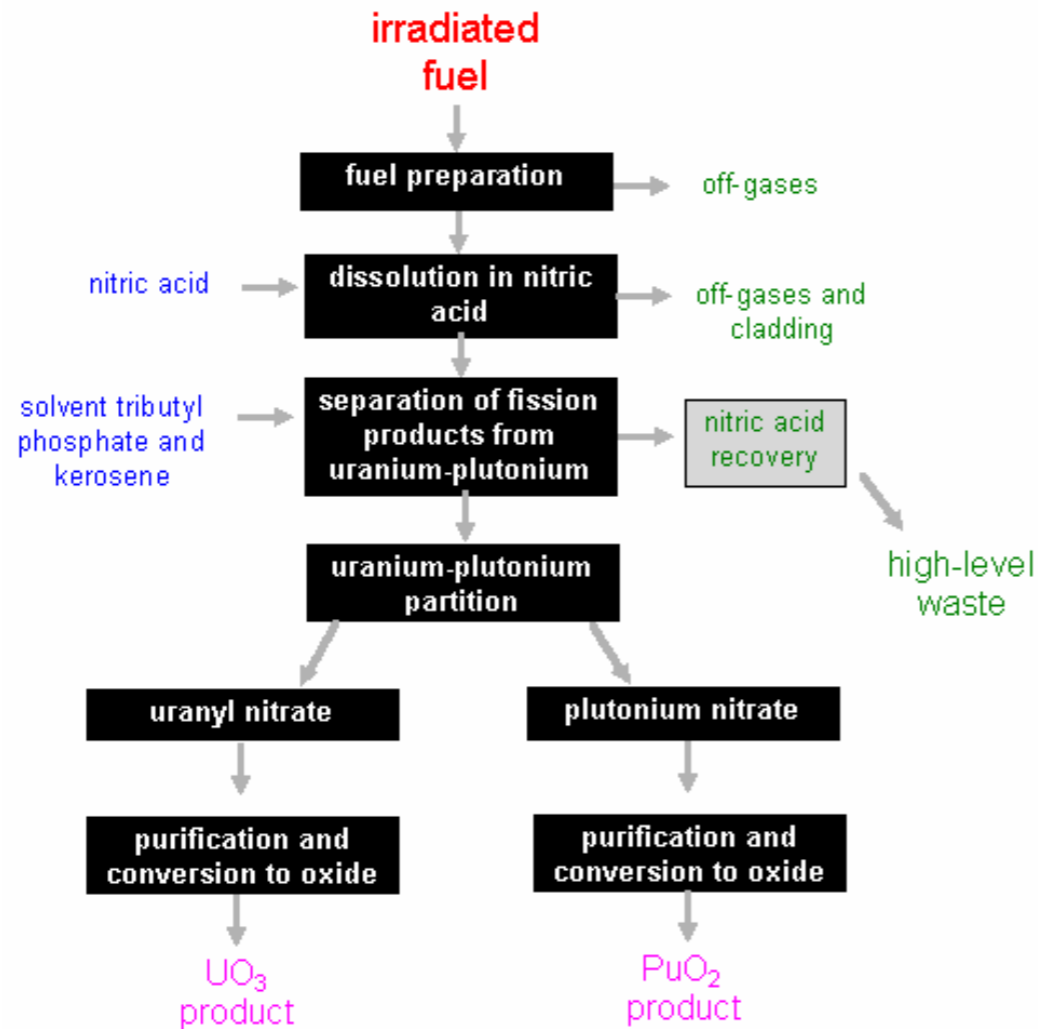 irradiated
fuel
fuel preparation
off-gases
nitric acid
dissolution in nitric
acid
off-gases and
cladding
solvent tributyl
phosphate and
kerosene
separation of fission
products from
uranium-plutonium
nitric acid
recovery
high-level
waste
uranium-plutonium
partition
uranyl nitrate
plutonium nitrate
purification and
conversion to oxide
purification and
conversion to oxide
UO₃
product
PuO₂
product